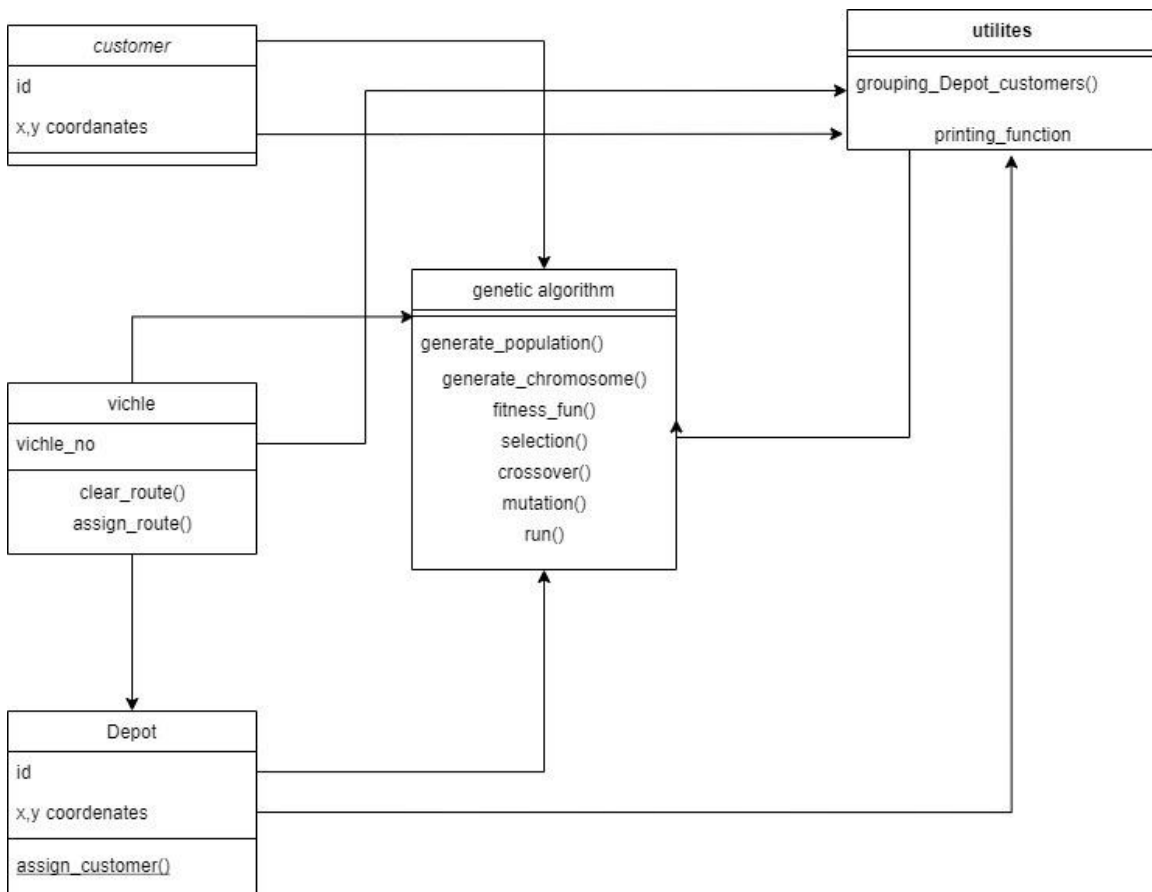 customer
id
x,y coordanates
utilites
grouping_Depot_customers()
printing_function
genetic algorithm
generate_population()
generate_chromosome()
fitness_fun()
selection()
crossover()
mutation()
run()
vichle
vichle_no
clear_route()
assign_route()
Depot
id
x,y coordenates
assign_customer()